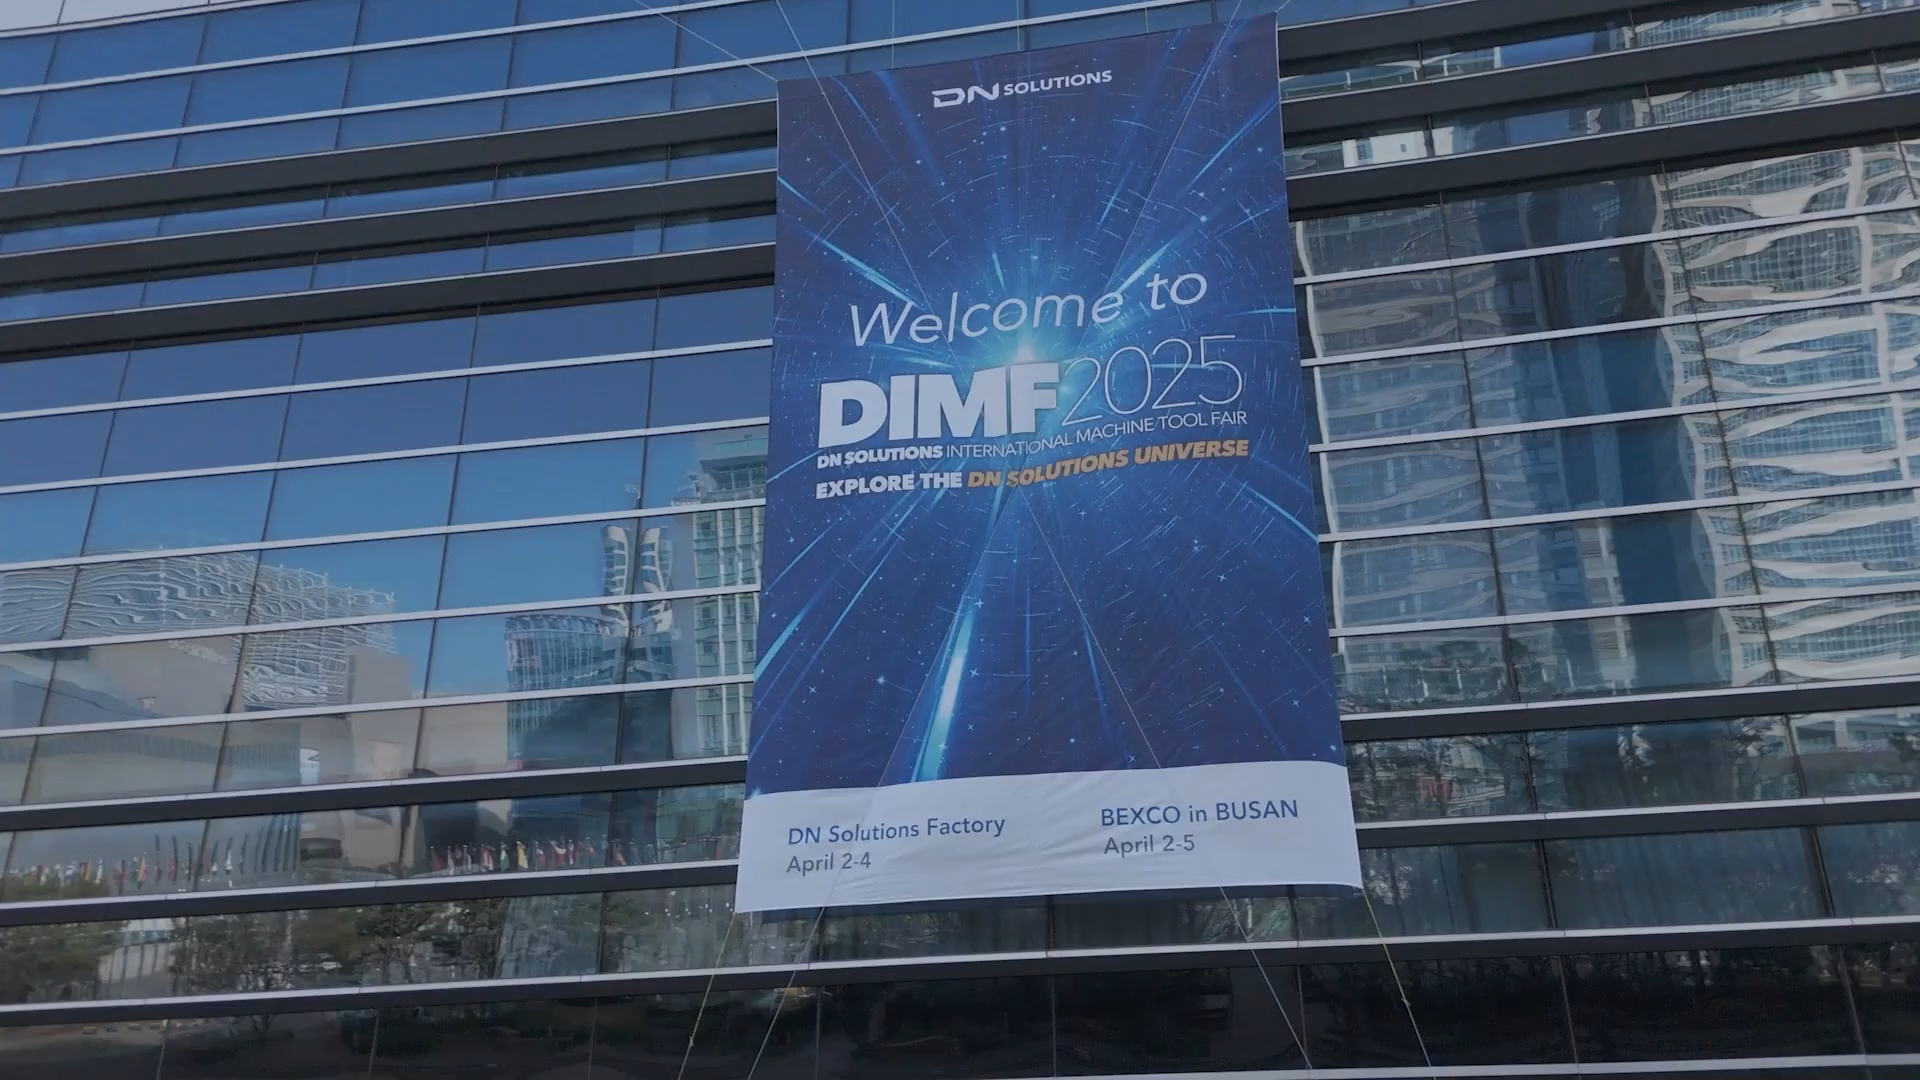 DN SOLUTIONS
Welcome to
DIMF2025
DN SOLUTIONS INTERNATIONAL MACHINE TOOL FAIR
EXPLORE THE DN SOLUTIONS UNIVERSE
DN Solutions Factory
April 2-4
BEXCO in BUSAN
April 2-5